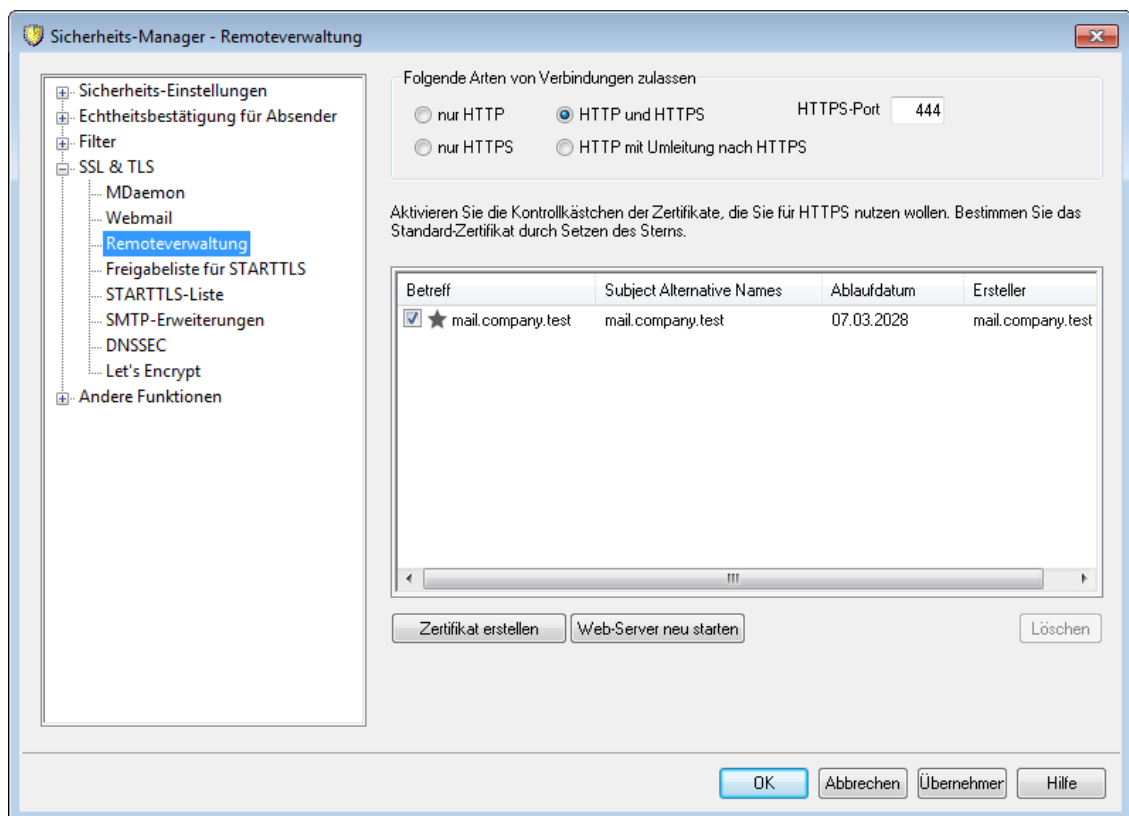 Sicherheits-Manager - Remoteverwaltung
Sicherheits-Einstellungen
Echtheitsbestätigung für Absender
Filter
SSL & TLS
MDaemon
Webmail
Remoteverwaltung
Freigabeliste für STARTTLS
STARTTLS-Liste
SMTP-Erweiterungen
DNSSEC
Let's Encrypt
Andere Funktionen
Folgende Arten von Verbindungen zulassen
nur HTTP HTTP und HTTPS HTTPS-Port 444
nur HTTPS HTTP mit Umleitung nach HTTPS
Aktivieren Sie die Kontrollkästchen der Zertifikate, die Sie für HTTPS nutzen wollen. Bestimmen Sie das
Standard-Zertifikat durch Setzen des Sterns.
Betreff Subject Alternative Names Ablaufdatum Ersteller
mail.company.test mail.company.test 07.03.2028 mail.company.test
Zertifikat erstellen Web-Server neu starten Löschen
OK Abbrechen Übernehmer Hilfe